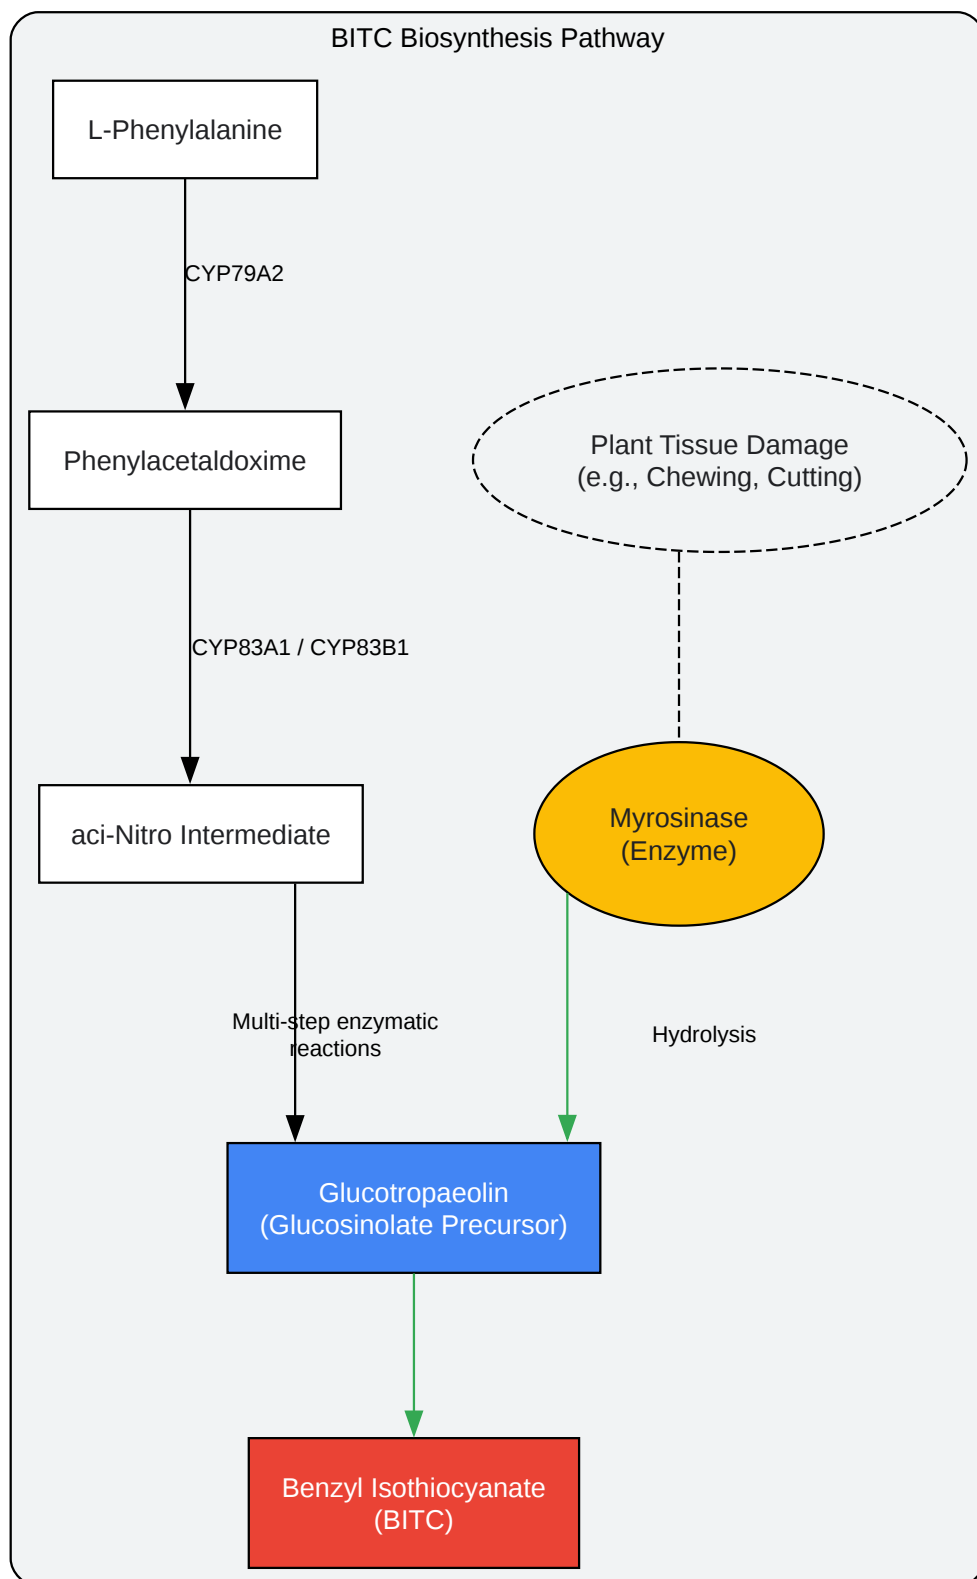 BITC Biosynthesis Pathway
L-Phenylalanine
CYP79A2
Phenylacetaldoxime
Plant Tissue Damage
(e.g., Chewing, Cutting)
CYP83A1 / CYP83B1
aci-Nitro Intermediate
Myrosinase
(Enzyme)
Multi-step enzymatic
reactions
Hydrolysis
Glucotropaeolin
(Glucosinolate Precursor)
Benzyl Isothiocyanate
(BITC)